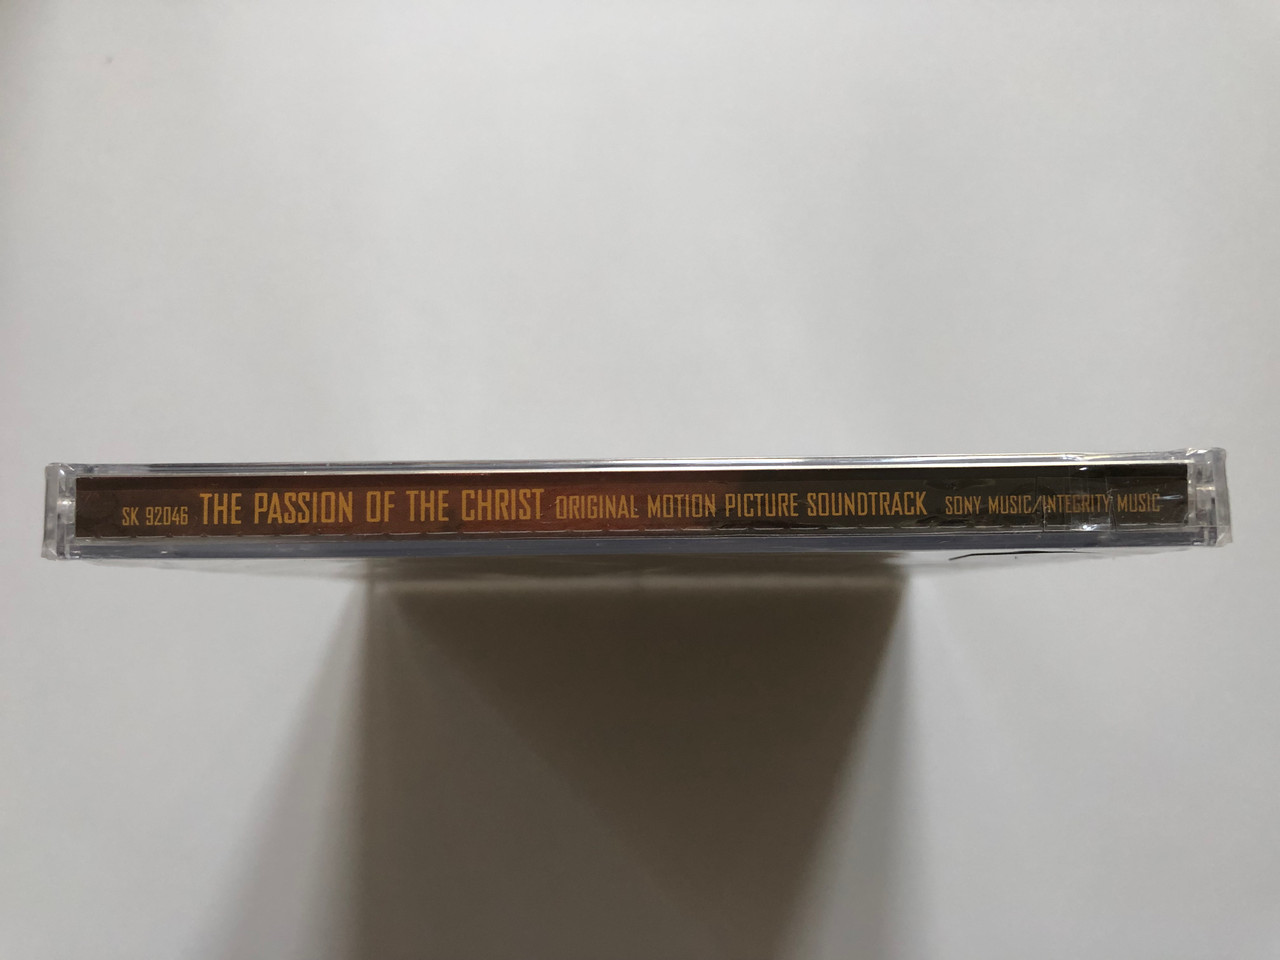 SK 92046 THE PASSION OF THE CHRIST ORIGINAL MOTION PICTURE SOUNDTRACK SONY MUSIC/INTEGRITY MUSIC